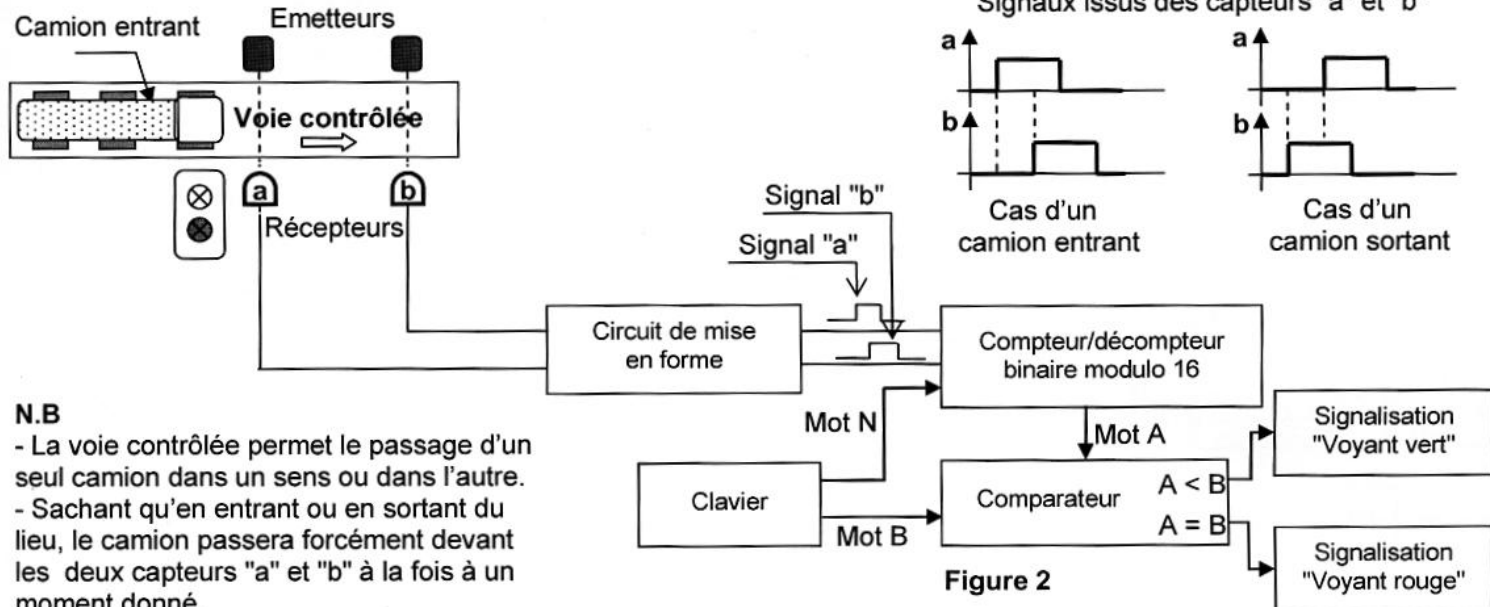 Signaux issus des capteurs "a" et "b"
Camion entrant
Emetteurs
Voie contrôlée
a
b
Récepteurs
a
b
Cas d'un
camion entrant
a
b
Cas d'un
camion sortant
Signal "b"
Signal "a"
Circuit de mise
en forme
Compteur/décompteur
binaire modulo 16
Mot N
Mot A
Clavier
Mot B
Comparateur
A < B
A = B
Signalisation
"Voyant vert"
Signalisation
"Voyant rouge"
Figure 2
N.B
- La voie contrôlée permet le passage d'un
seul camion dans un sens ou dans l'autre.
- Sachant qu'en entrant ou en sortant du
lieu, le camion passera forcément devant
les deux capteurs "a" et "b" à la fois à un
moment donné